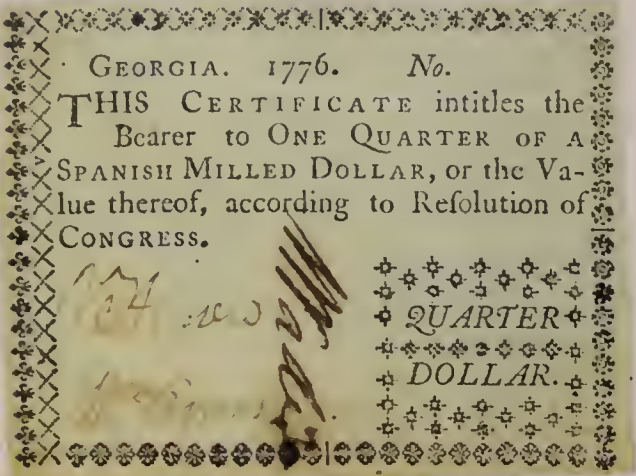 GEORGIA. 1776. No.
THIS CERTIFICATE intitles the
Bearer to ONE QUARTER OF A
SPANISH MILLED DOLLAR, or the Va-
lue thereof, according to Reſolution of
CONGRESS.
QUARTER
DOLLAR.